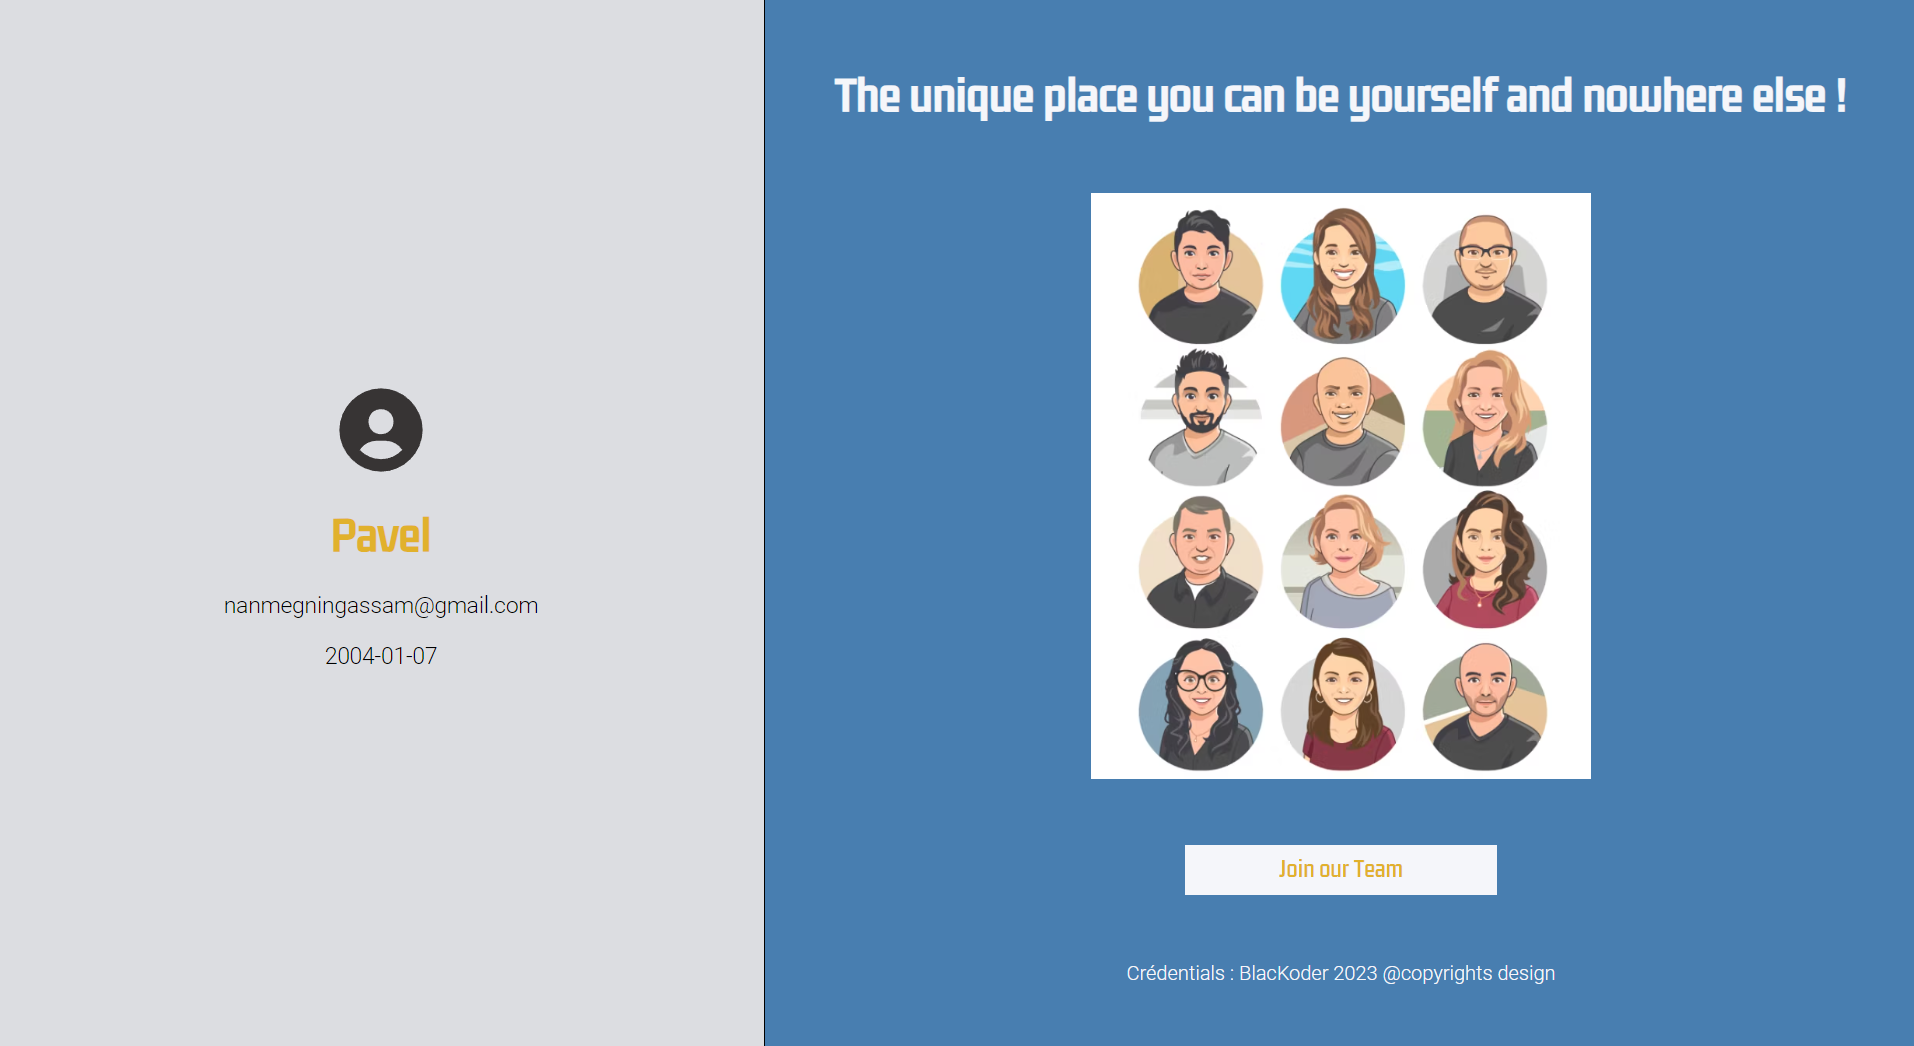 Pavel
nanmegningassam@gmail.com
2004-01-07
The unique place you can be yourself and nowhere else !
Join our Team
Crédentials : BlacKoder 2023 @copyrights design